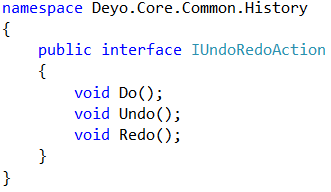 namespace Deyo.Core.Common.History
{
    public interface IUndoRedoAction
    {
        void Do();
        void Undo();
        void Redo();
    }
}